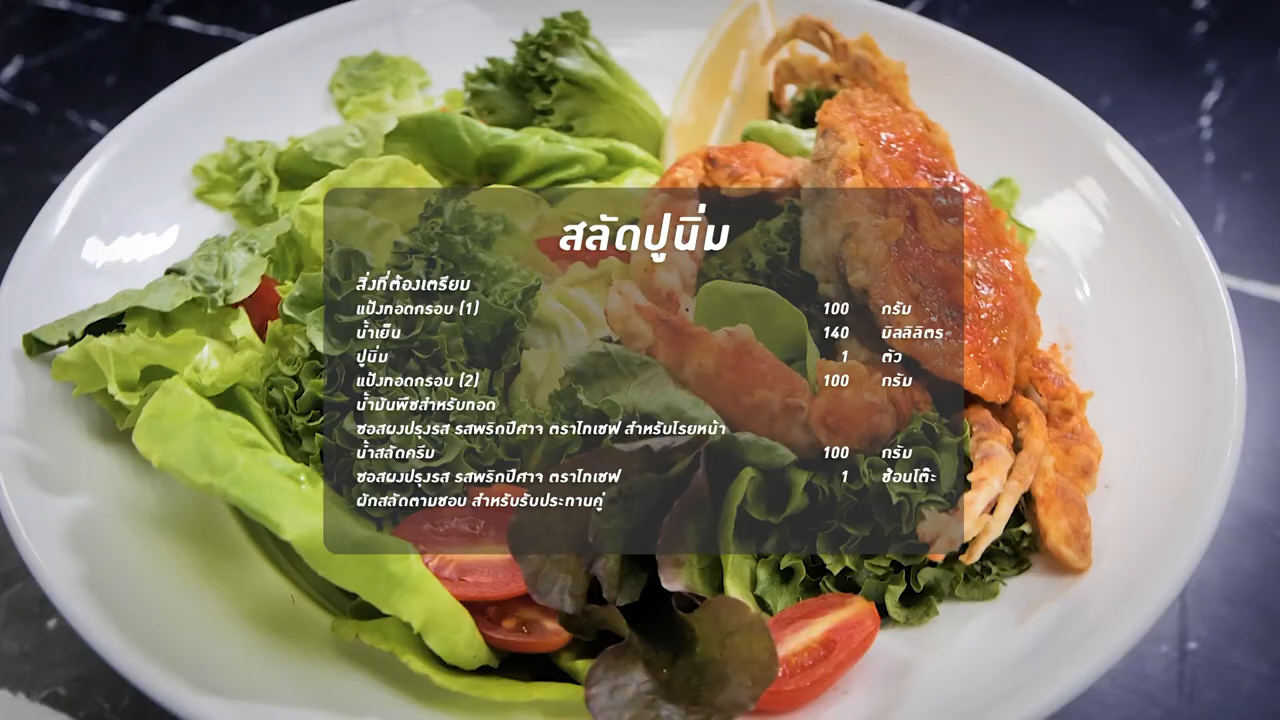 สลัดปูนิ่ม
สิ่งที่ต้องเตรียม
แป้งทอดกรอบ (1) 100 กรัม
น้ำเย็น 140 มิลลิลิตร
ปูนิ่ม 1 ตัว
แป้งทอดกรอบ (2) 100 กรัม
น้ำมันพืชสำหรับทอด
ซอสผงปรุงรส รสพริกปีศาจ ตราไทเชฟ สำหรับโรยหน้า
น้ำสลัดครีม 100 กรัม
ซอสผงปรุงรส รสพริกปีศาจ ตราไทเชฟ 1 ช้อนโต๊ะ
ผักสลัดตามชอบ สำหรับรับประทานคู่